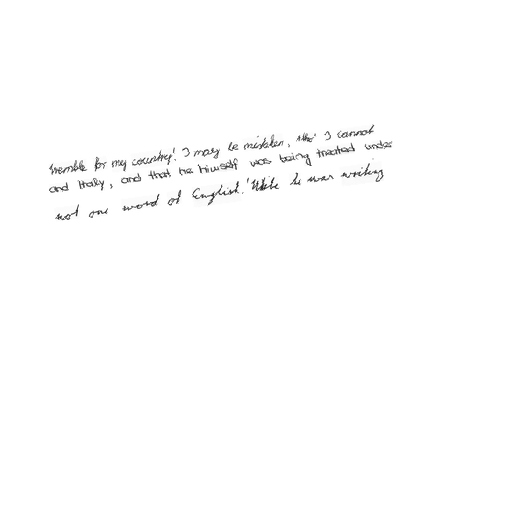 tremble for my country! I may be mistaken, tho' I cannot
and Italy, and that he himself was being treated under
not one word of English.' While he was writing